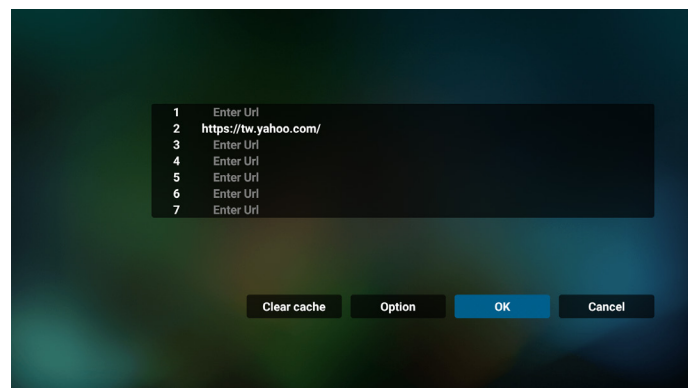 1 Enter Url
2 https://tw.yahoo.com/
3 Enter Url
4 Enter Url
5 Enter Url
6 Enter Url
7 Enter Url
Clear cache Option OK Cancel